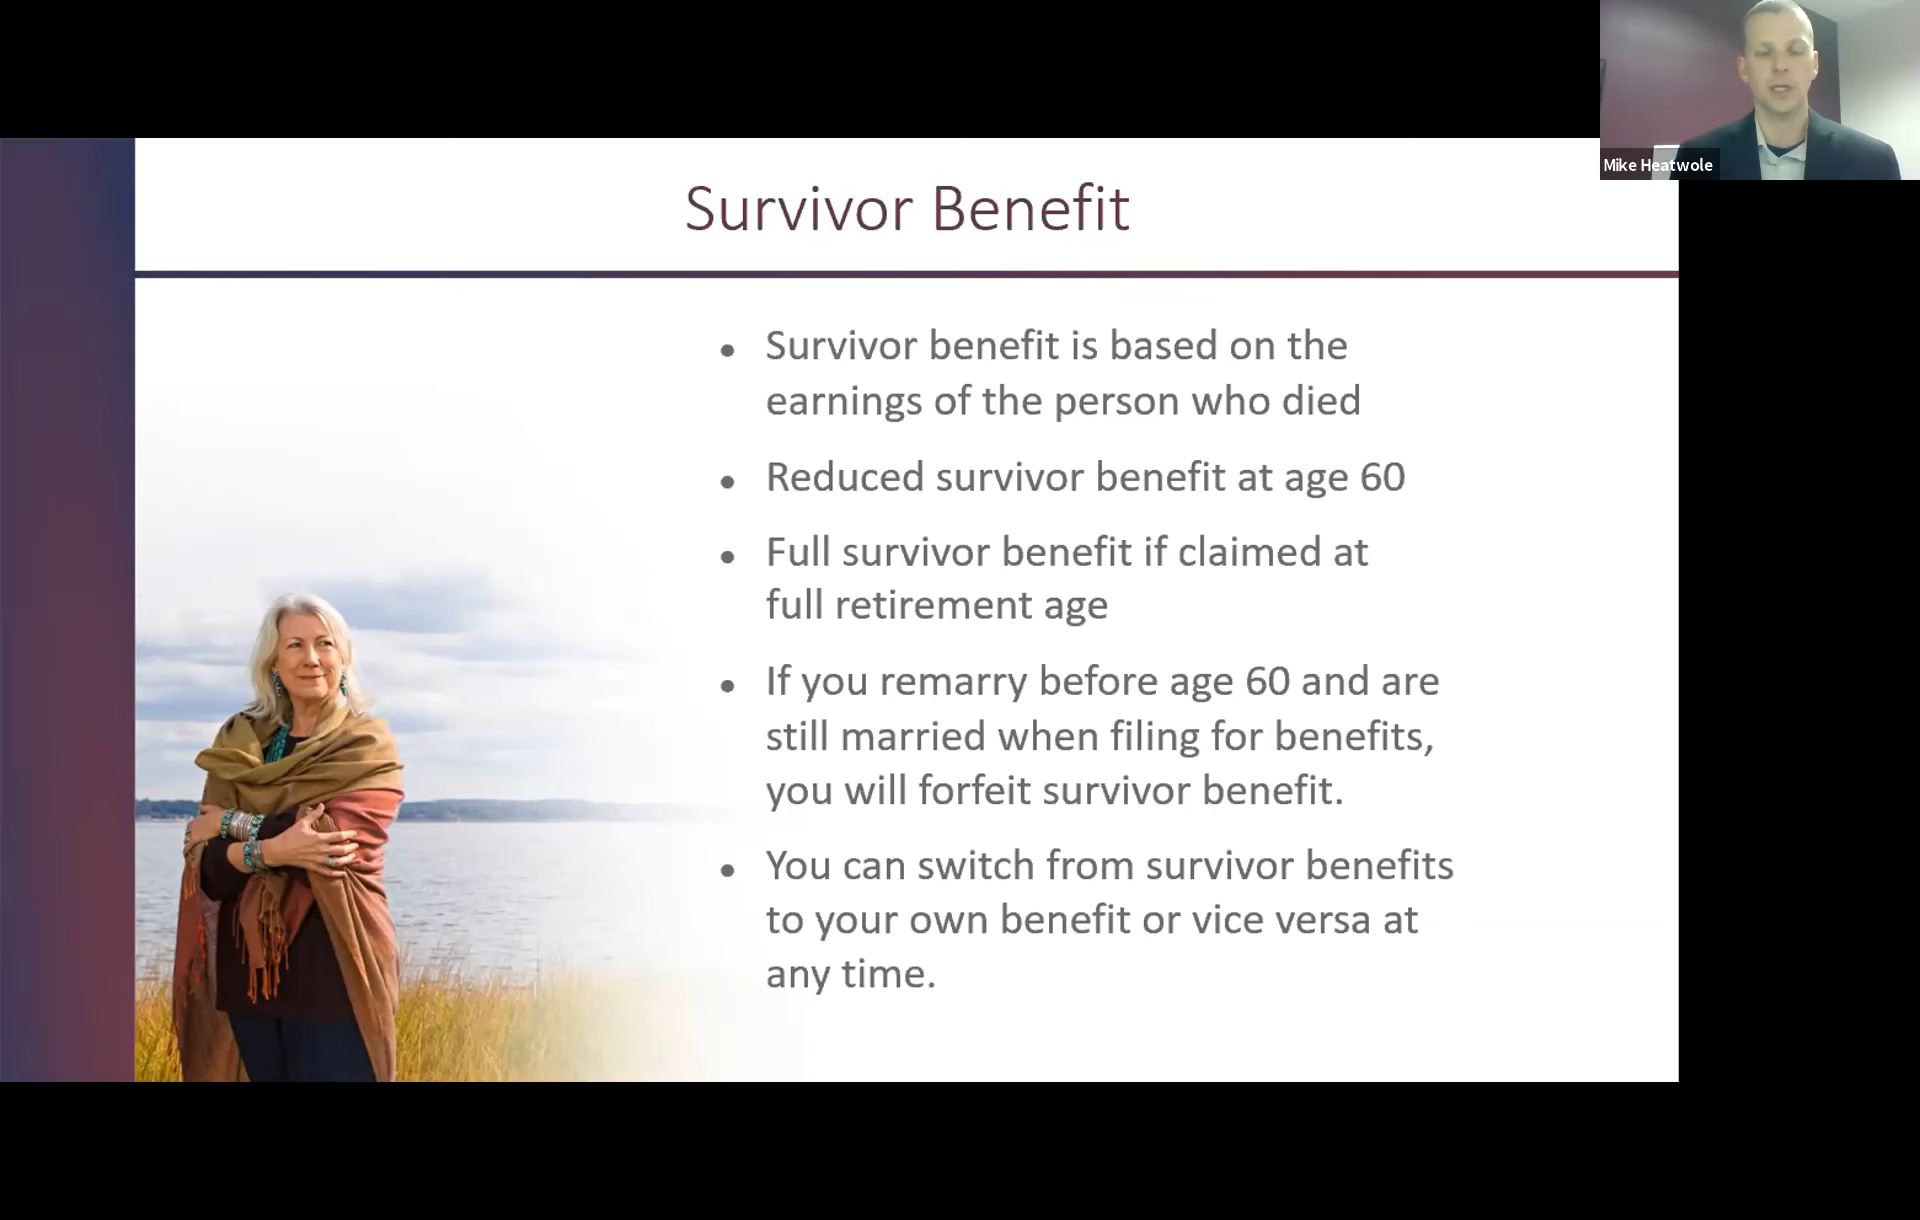 Mike Heatwole
Survivor Benefit
• Survivor benefit is based on the
earnings of the person who died
• Reduced survivor benefit at age 60
• Full survivor benefit if claimed at
full retirement age
• If you remarry before age 60 and are
still married when filing for benefits,
you will forfeit survivor benefit.
• You can switch from survivor benefits
to your own benefit or vice versa at
any time.